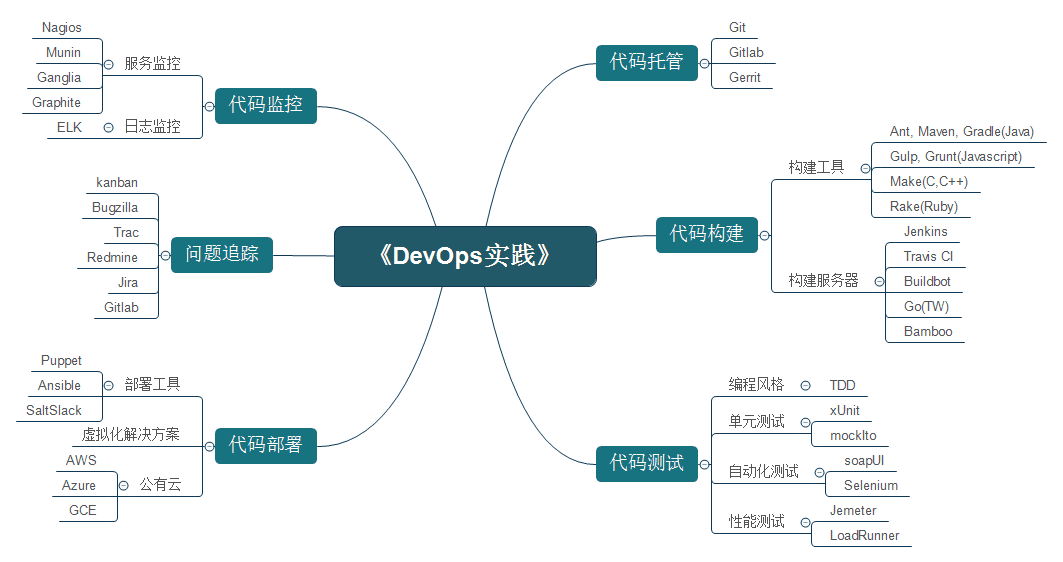 《DevOps实践》
代码托管
Git
Gitlab
Gerrit
代码构建
构建工具
Ant, Maven, Gradle(Java)
Gulp, Grunt(Javascript)
Make(C,C++)
Rake(Ruby)
构建服务器
Jenkins
Travis CI
Buildbot
Go(TW)
Bamboo
代码测试
编程风格
TDD
单元测试
xUnit
mockIto
自动化测试
soapUI
Selenium
性能测试
Jemeter
LoadRunner
代码监控
服务监控
Nagios
Munin
Ganglia
Graphite
日志监控
ELK
问题追踪
kanban
Bugzilla
Trac
Redmine
Jira
Gitlab
代码部署
部署工具
Puppet
Ansible
SaltSlack
虚拟化解决方案
公有云
AWS
Azure
GCE